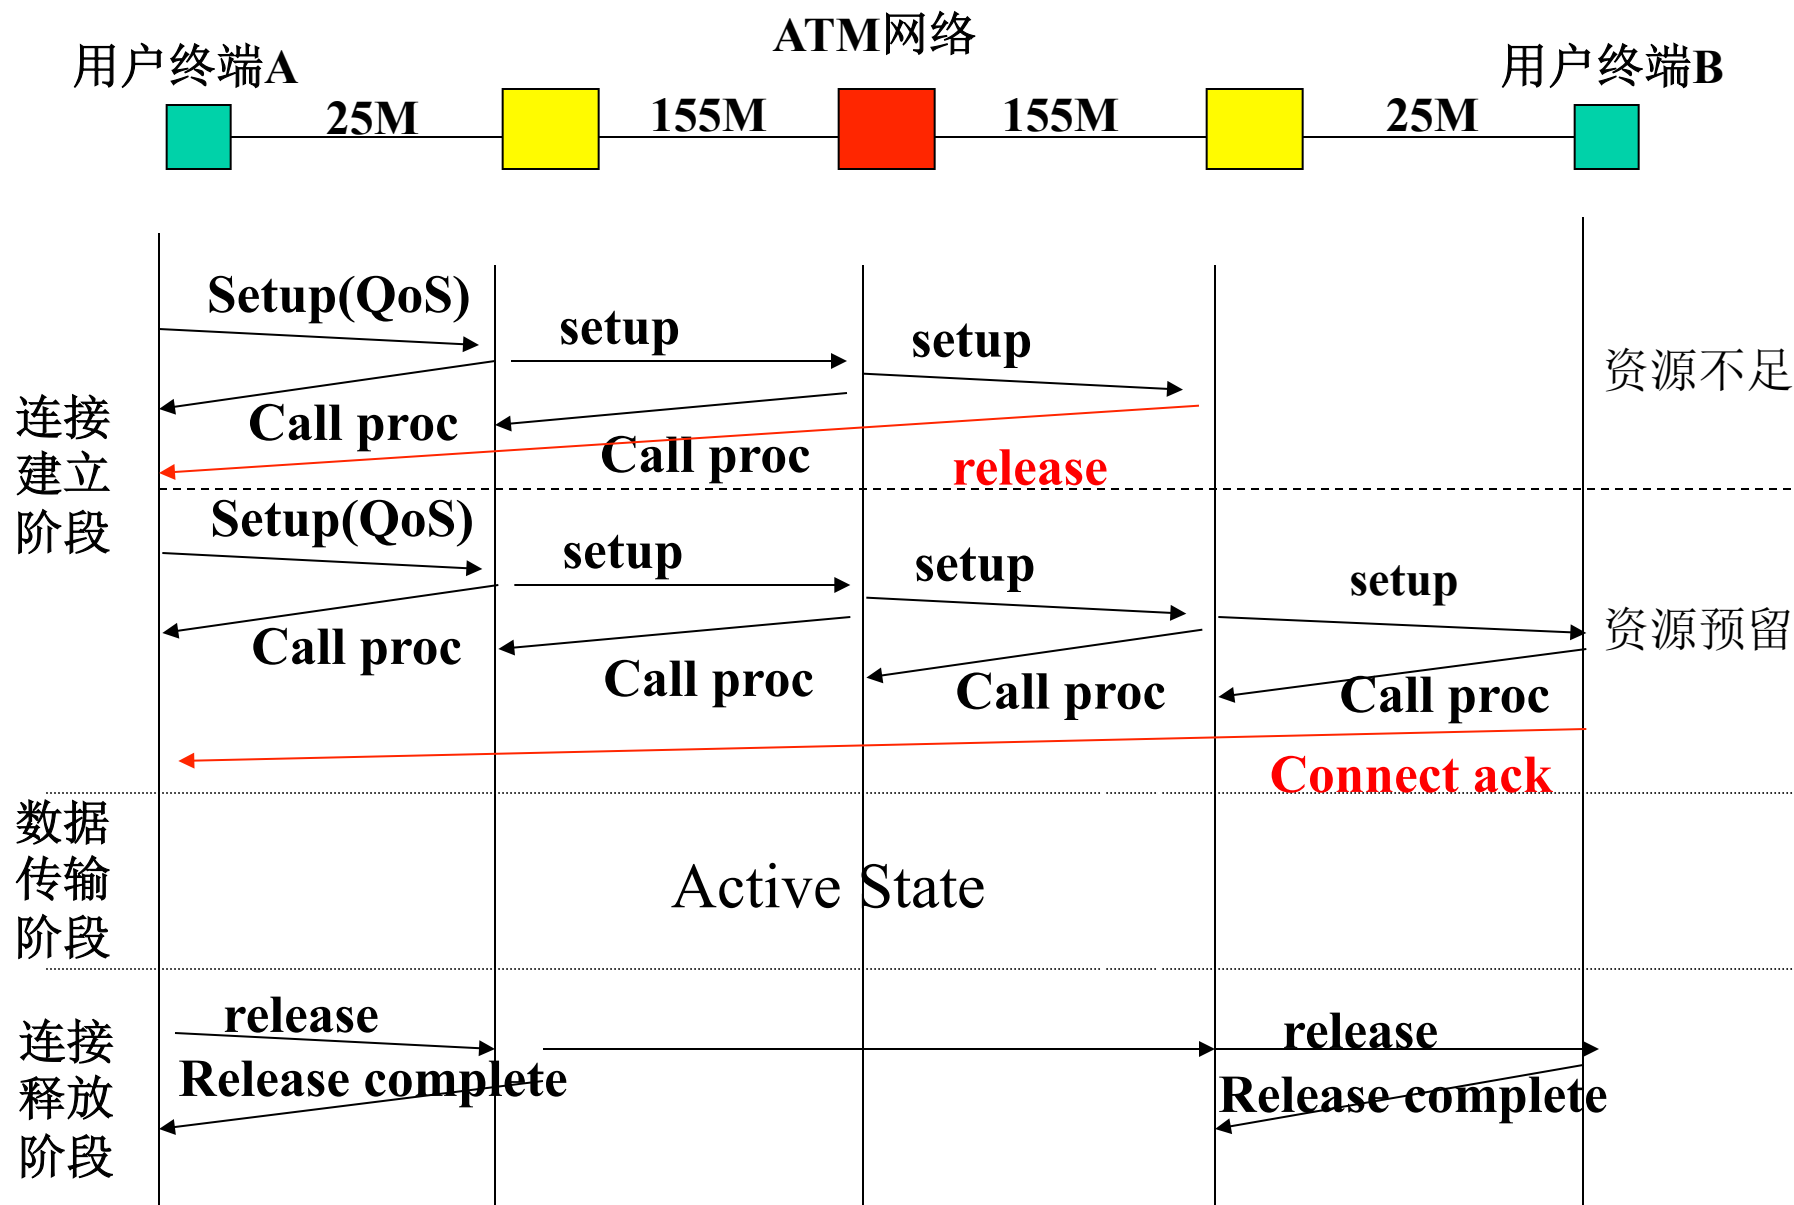 ATM网络
用户终端A
用户终端B
25M
155M
155M
25M
Setup(QoS)
setup
setup
资源不足
连接
建立
阶段
Call proc
Call proc
release
Setup(QoS)
setup
setup
setup
资源预留
Call proc
Call proc
Call proc
Call proc
Connect ack
数据
传输
阶段
Active State
连接
释放
阶段
release
release
Release complete
Release complete